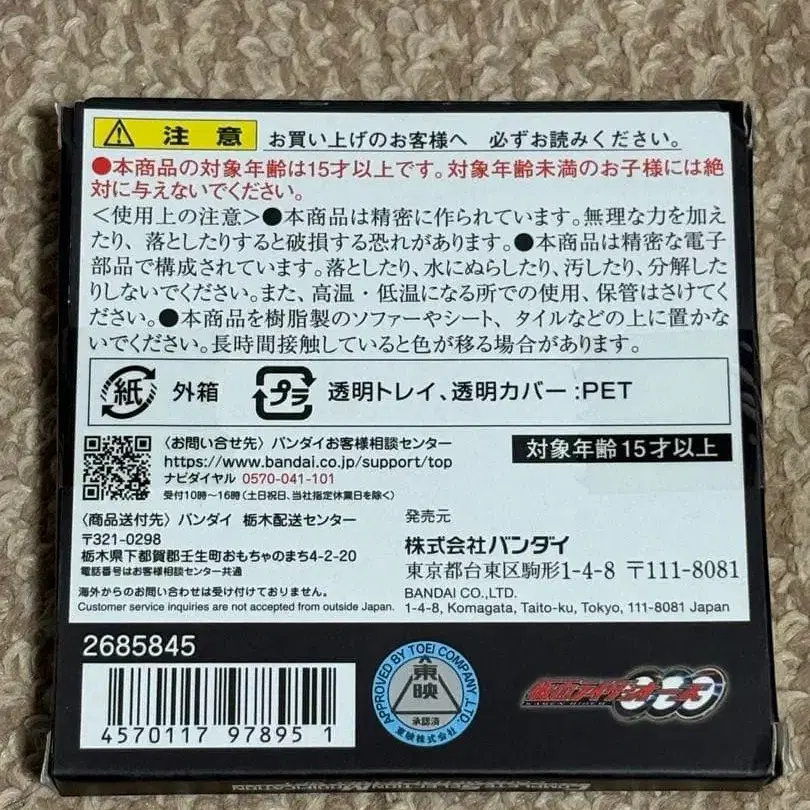 注意 お買い上げのお客様へ 必ずお読みください。
●本商品の対象年齢は15才以上です。対象年齢未満のお子様には絶
対に与えないでください。
<使用上の注意>●本商品は精密に作られています。無理な力を加え
たり、落としたりすると破損する恐れがあります。●本商品は精密な電子
部品で構成されています。落としたり、水にぬらしたり、汚したり、分解した
りしないでください。また、高温・低温になる所での使用、保管はさけてく
ださい。●本商品を樹脂製のソファーやシート、タイルなどの上に置かな
いでください。長時間接触していると色が移る場合があります。
紙 外箱 プラ 透明トレイ、透明カバー:PET
〈お問い合せ先〉バンダイお客様相談センター
https://www.bandai.co.jp/support/top
ナビダイヤル 0570-041-101
受付10時〜16時(土日祝日、当社指定休業日を除く)
対象年齢15才以上
〈商品送付先〉バンダイ 栃木配送センター
〒321-0298
栃木県下都賀郡壬生町おもちゃのまち4-2-20
電話番号はお客様相談センター共通
海外からのお問い合わせは受け付けておりません。
Customer service inquiries are not accepted from outside Japan.
発売元
株式会社バンダイ
東京都台東区駒形1-4-8 〒111-8081
BANDAI CO.,LTD.
1-4-8, Komagata, Taito-ku, Tokyo, 111-8081 Japan
2685845
4570117 978951
APPROVED BY TOEI COMPANY, LTD.
東映
承認済
東映株式会社
仮面ライダーオーズ
KAMEN RIDER
COMPLETE SELECTION MODIFICATION